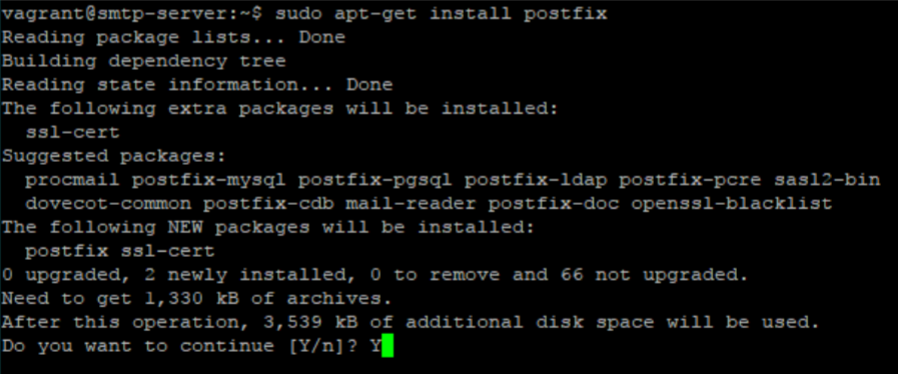 vagrant@smtp-server:~$ sudo apt-get install postfix
Reading package lists... Done
Building dependency tree
Reading state information... Done
The following extra packages will be installed:
  ssl-cert
Suggested packages:
  procmail postfix-mysql postfix-pgsql postfix-ldap postfix-pcre sasl2-bin
  dovecot-common postfix-cdb mail-reader postfix-doc openssl-blacklist
The following NEW packages will be installed:
  postfix ssl-cert
0 upgraded, 2 newly installed, 0 to remove and 66 not upgraded.
Need to get 1,330 kB of archives.
After this operation, 3,539 kB of additional disk space will be used.
Do you want to continue [Y/n]? Y